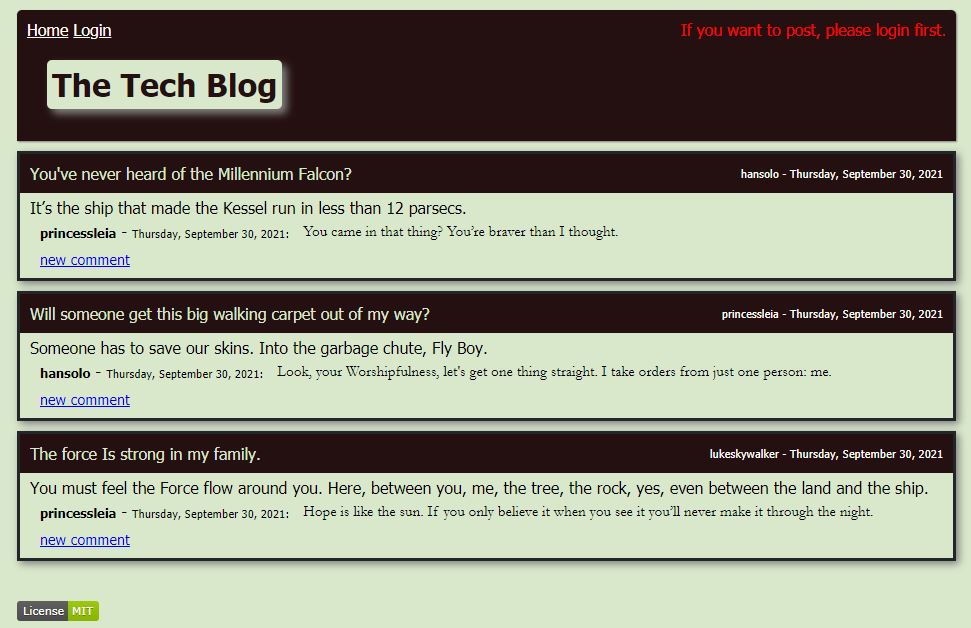 Home Login If you want to post, please login first.
The Tech Blog
You've never heard of the Millennium Falcon? hansolo - Thursday, September 30, 2021
It’s the ship that made the Kessel run in less than 12 parsecs.
princessleia - Thursday, September 30, 2021: You came in that thing? You’re braver than I thought.
new comment
Will someone get this big walking carpet out of my way? princessleia - Thursday, September 30, 2021
Someone has to save our skins. Into the garbage chute, Fly Boy.
hansolo - Thursday, September 30, 2021: Look, your Worshipfulness, let's get one thing straight. I take orders from just one person: me.
new comment
The force Is strong in my family. lukeskywalker - Thursday, September 30, 2021
You must feel the Force flow around you. Here, between you, me, the tree, the rock, yes, even between the land and the ship.
princessleia - Thursday, September 30, 2021: Hope is like the sun. If you only believe it when you see it you’ll never make it through the night.
new comment
License MIT